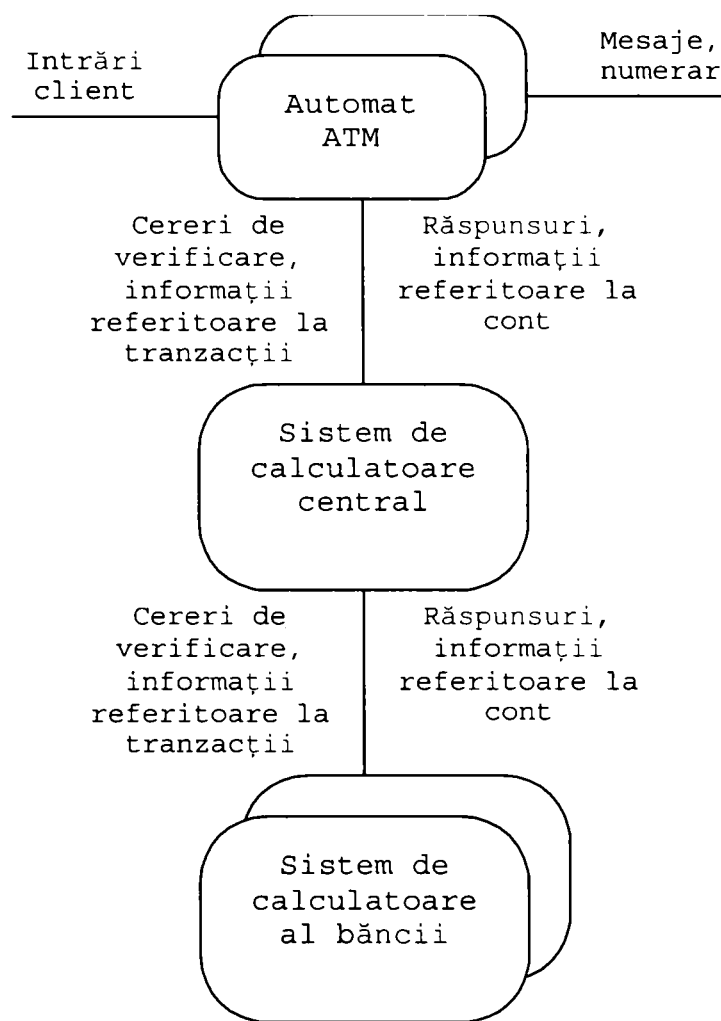 Intrări
client
Automat
ATM
Mesaje,
numerar
Cereri de
verificare,
informații
referitoare la
tranzacții
Răspunsuri,
informații
referitoare la
cont
Sistem de
calculatoare
central
Cereri de
verificare,
informații
referitoare la
tranzacții
Răspunsuri,
informații
referitoare la
cont
Sistem de
calculatoare
al băncii